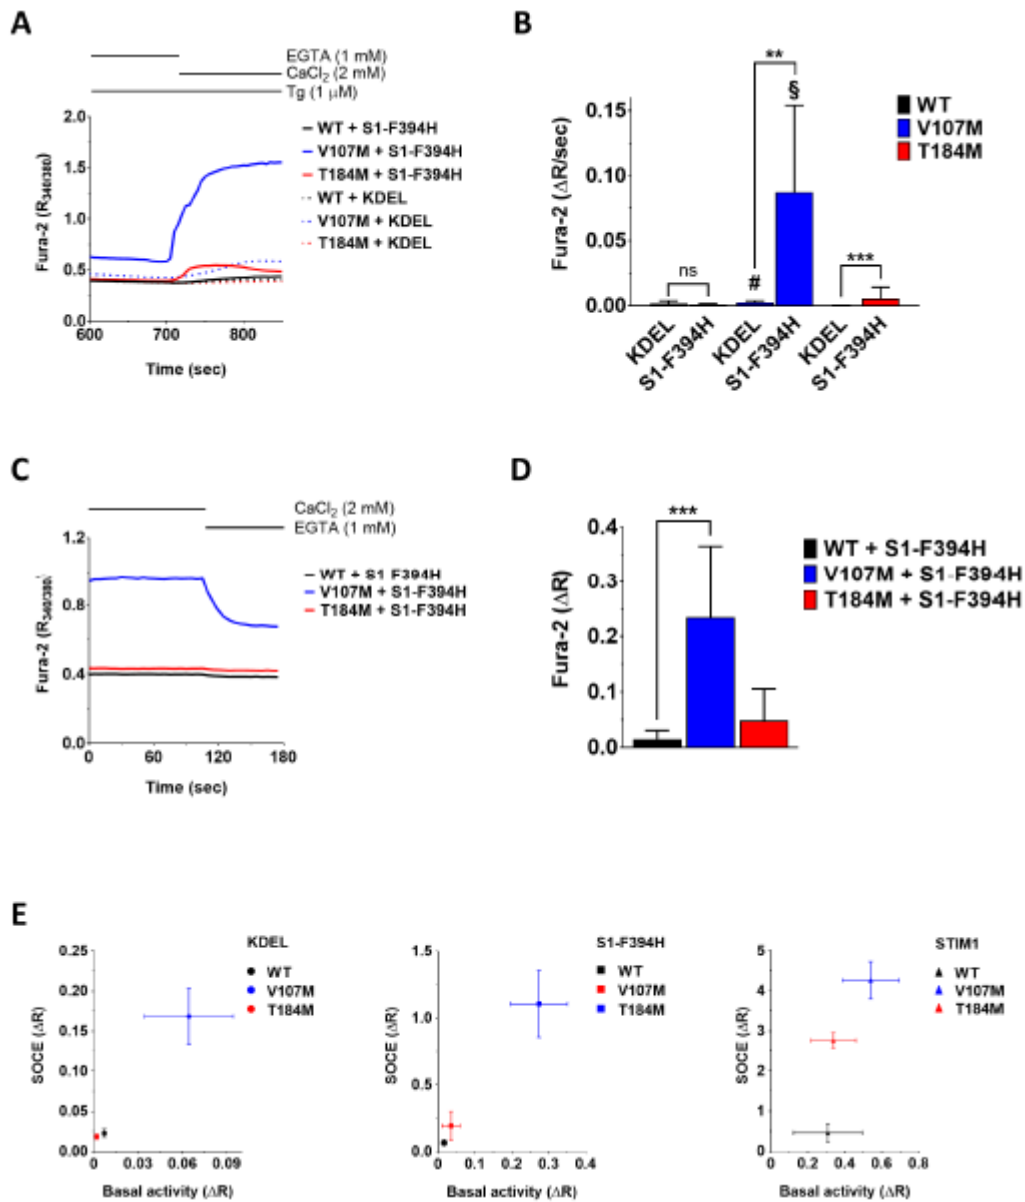 A
EGTA (1 mM)
CaCl₂ (2 mM)
Tg (1 µM)
2.0
1.5
1.0
0.5
0.0
600
700
800
Fura-2 (R₃₄₀/₃₈₀)
Time (sec)
WT + S1-F394H
V107M + S1-F394H
T184M + S1-F394H
WT + KDEL
V107M + KDEL
T184M + KDEL
B
**
§
ns
#
***
WT
V107M
T184M
0.15
0.10
0.05
0.00
Fura-2 (ΔR/sec)
KDEL
S1-F394H
KDEL
S1-F394H
KDEL
S1-F394H
C
CaCl₂ (2 mM)
EGTA (1 mM)
1.2
0.8
0.4
0.0
0
60
120
180
Fura-2 (R₃₄₀/₃₈₀)
Time (sec)
WT + S1-F394H
V107M + S1-F394H
T184M + S1-F394H
D
***
0.4
0.3
0.2
0.1
0.0
Fura-2 (ΔR)
WT + S1-F394H
V107M + S1-F394H
T184M + S1-F394H
E
KDEL
WT
V107M
T184M
0.25
0.20
0.15
0.10
0.05
0.00
SOCE (ΔR)
0
0.03
0.06
0.09
Basal activity (ΔR)
S1-F394H
WT
V107M
T184M
1.5
1.0
0.5
0.0
SOCE (ΔR)
0
0.1
0.2
0.3
0.4
Basal activity (ΔR)
STIM1
WT
V107M
T184M
5
4
3
2
1
0
SOCE (ΔR)
0
0.2
0.4
0.6
0.8
Basal activity (ΔR)